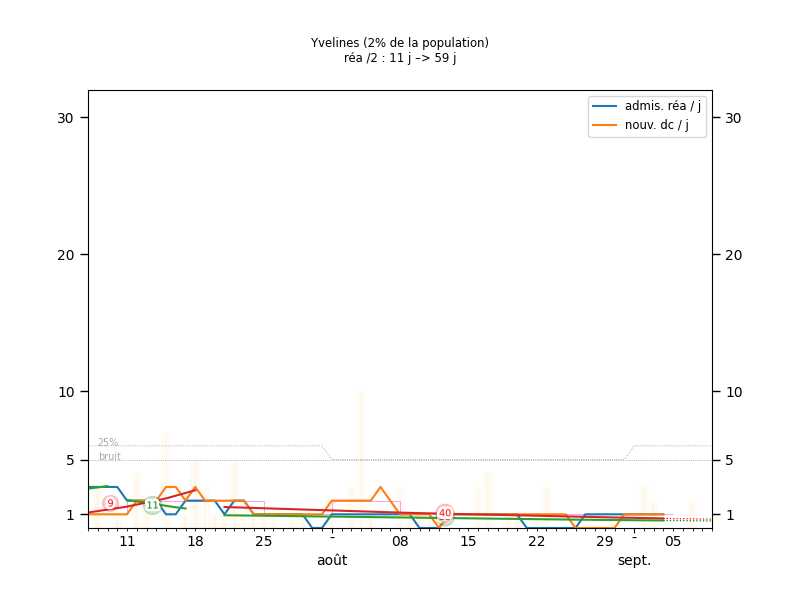 Yvelines (2% de la population)
réa /2 : 11 j –> 59 j
admis. réa / j
nouv. dc / j
30 30
20 20
10 10
25%
bruit
5 5
9 11 40
1 1
11 18 25 - 08 15 22 29 - 05
août sept.